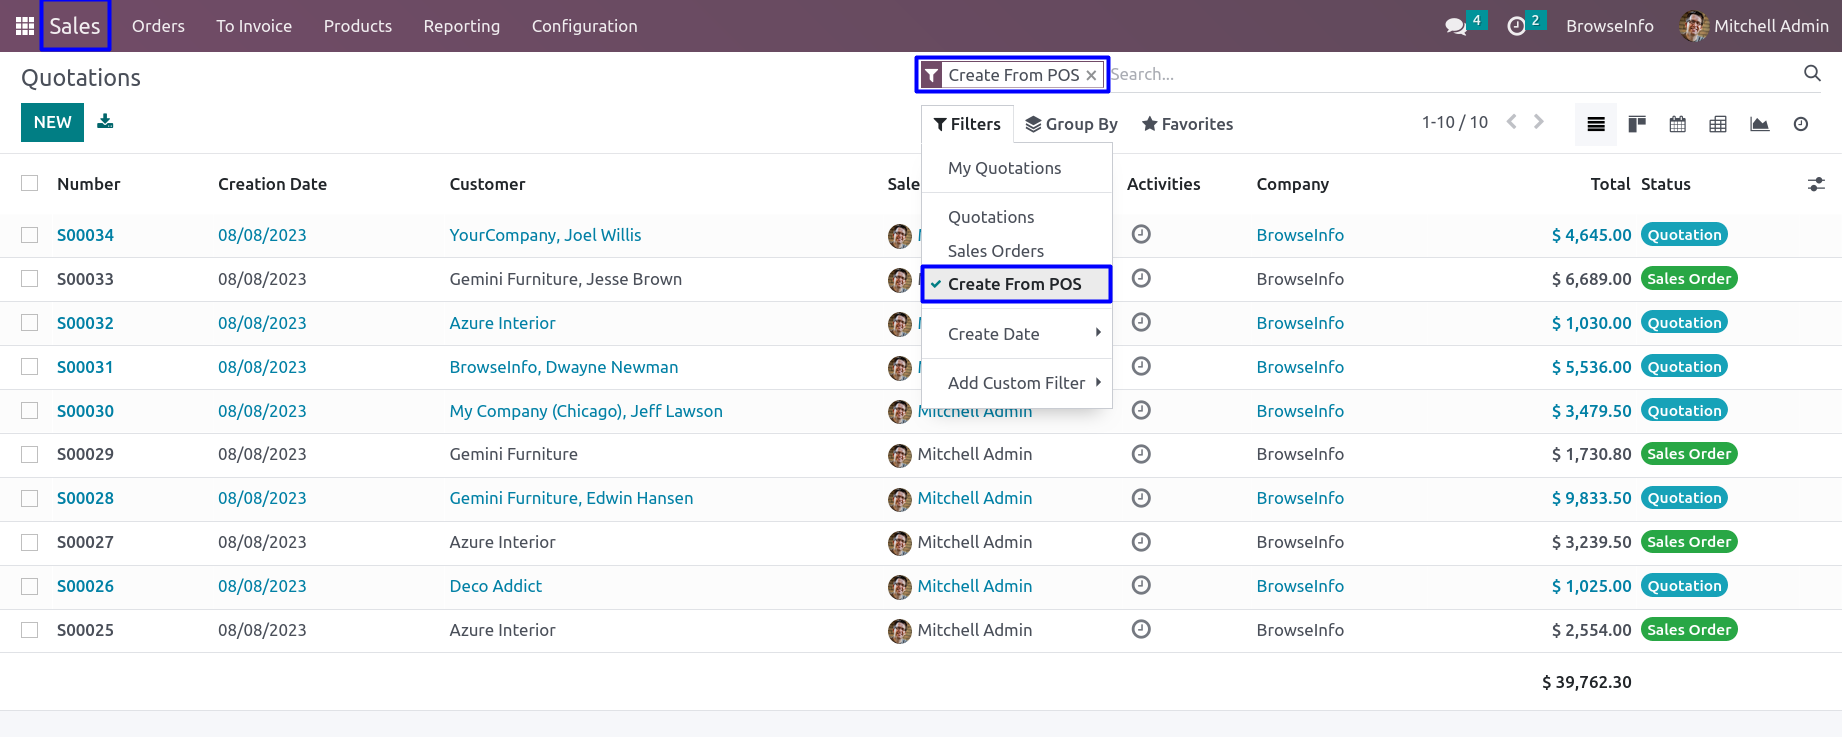 Sales Orders To Invoice Products Reporting Configuration 4 2 BrowseInfo Mitchell Admin
Quotations Create From POS × Search...
NEW Filters Group By Favorites 1-10 / 10
My Quotations
Quotations
Sales Orders
Create From POS
Create Date
Add Custom Filter
Number Creation Date Customer Sale Activities Company Total Status
S00034 08/08/2023 YourCompany, Joel Willis BrowseInfo $ 4,645.00 Quotation
S00033 08/08/2023 Gemini Furniture, Jesse Brown BrowseInfo $ 6,689.00 Sales Order
S00032 08/08/2023 Azure Interior BrowseInfo $ 1,030.00 Quotation
S00031 08/08/2023 BrowseInfo, Dwayne Newman BrowseInfo $ 5,536.00 Quotation
S00030 08/08/2023 My Company (Chicago), Jeff Lawson Mitchell Admin BrowseInfo $ 3,479.50 Quotation
S00029 08/08/2023 Gemini Furniture Mitchell Admin BrowseInfo $ 1,730.80 Sales Order
S00028 08/08/2023 Gemini Furniture, Edwin Hansen Mitchell Admin BrowseInfo $ 9,833.50 Quotation
S00027 08/08/2023 Azure Interior Mitchell Admin BrowseInfo $ 3,239.50 Sales Order
S00026 08/08/2023 Deco Addict Mitchell Admin BrowseInfo $ 1,025.00 Quotation
S00025 08/08/2023 Azure Interior Mitchell Admin BrowseInfo $ 2,554.00 Sales Order
$ 39,762.30